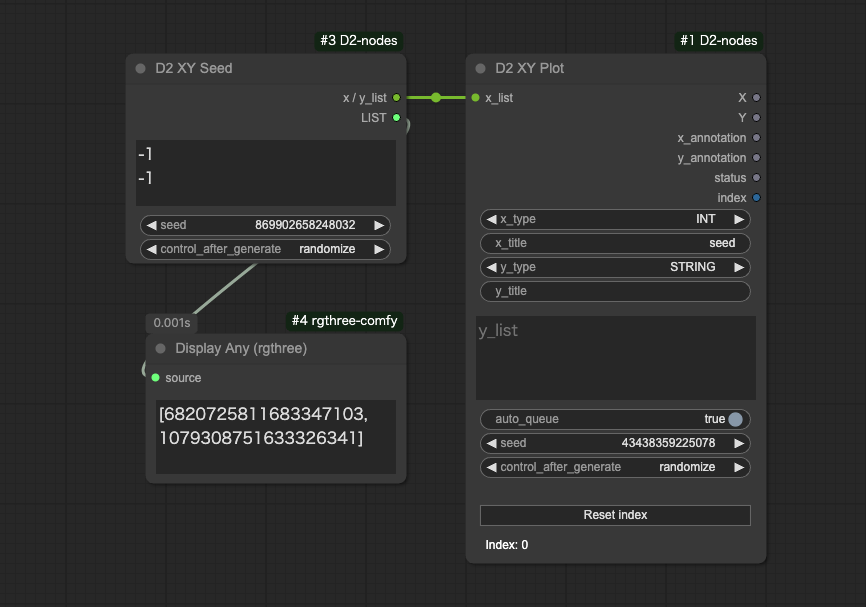 #3 D2-nodes
D2 XY Seed
x / y_list
LIST
-1
-1
seed 869902658248032
control_after_generate randomize
0.001s
#4 rgthree-comfy
Display Any (rgthree)
source
[6820725811683347103,
1079308751633326341]
#1 D2-nodes
D2 XY Plot
x_list
X
Y
x_annotation
y_annotation
status
index
x_type INT
x_title seed
y_type STRING
y_title
y_list
auto_queue true
seed 43438359225078
control_after_generate randomize
Reset index
Index: 0